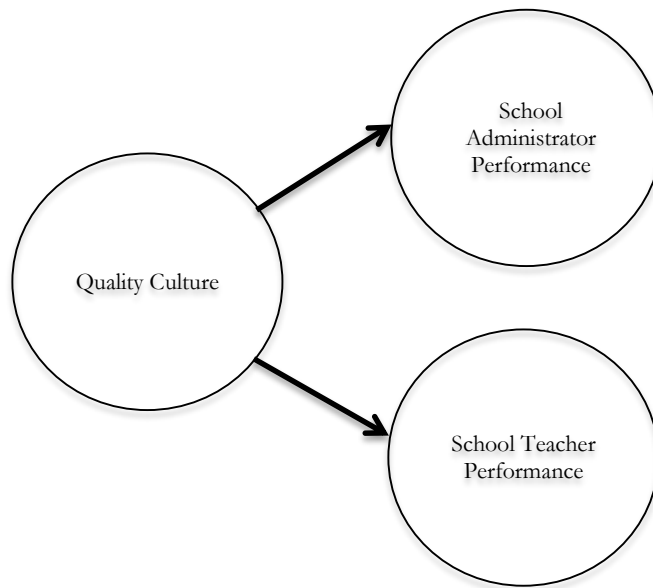 School
Administrator
Performance
Quality Culture
School Teacher
Performance